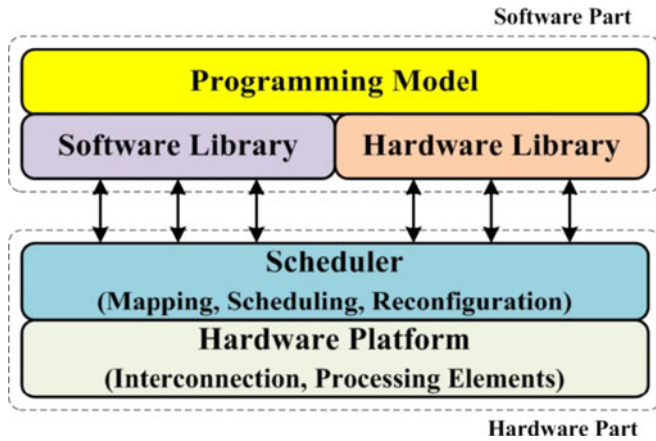 Software Part
Programming Model
Software Library
Hardware Library
Scheduler
(Mapping, Scheduling, Reconfiguration)
Hardware Platform
(Interconnection, Processing Elements)
Hardware Part